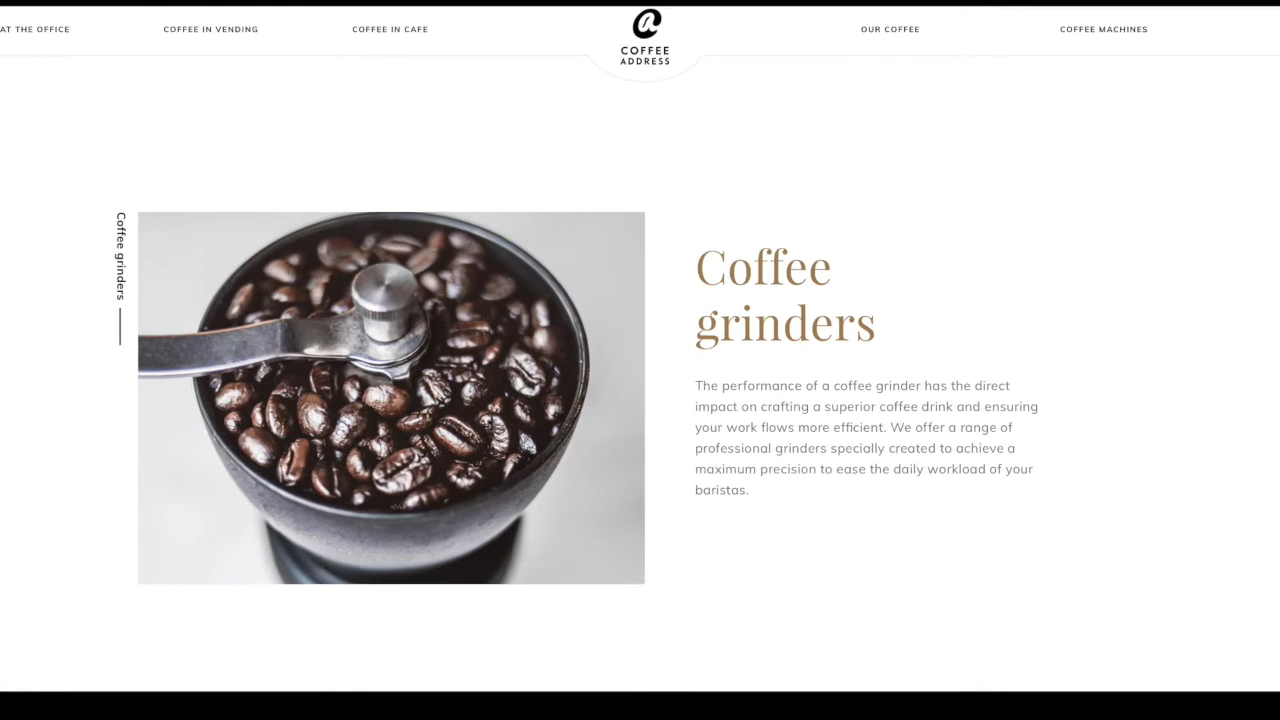 AT THE OFFICE
COFFEE IN VENDING
COFFEE IN CAFE
COFFEE
ADDRESS
OUR COFFEE
COFFEE MACHINES
Coffee grinders
Coffee
grinders
The performance of a coffee grinder has the direct
impact on crafting a superior coffee drink and ensuring
your work flows more efficient. We offer a range of
professional grinders specially created to achieve a
maximum precision to ease the daily workload of your
baristas.